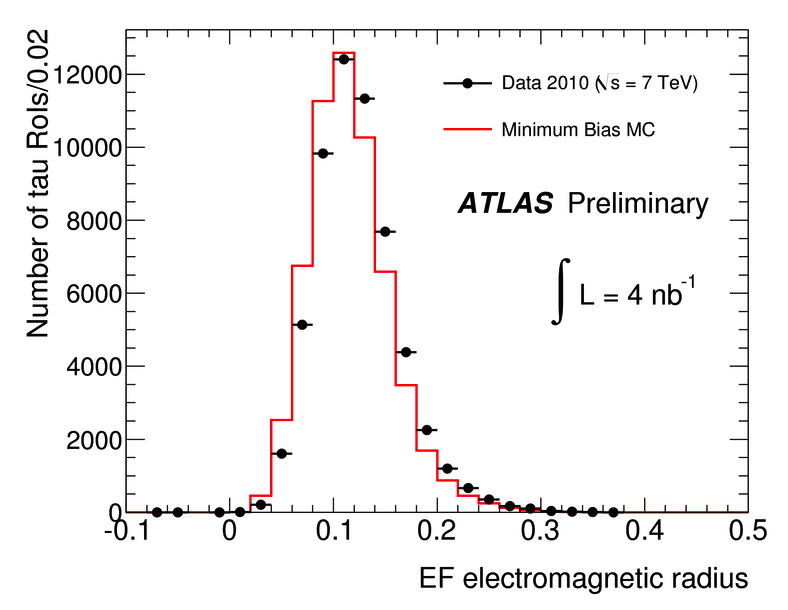 Number of tau RoIs/0.02
12000
10000
8000
6000
4000
2000
0
-0.1 0 0.1 0.2 0.3 0.4 0.5
EF electromagnetic radius
Data 2010 (√s = 7 TeV)
Minimum Bias MC
ATLAS Preliminary
∫ L = 4 nb⁻¹